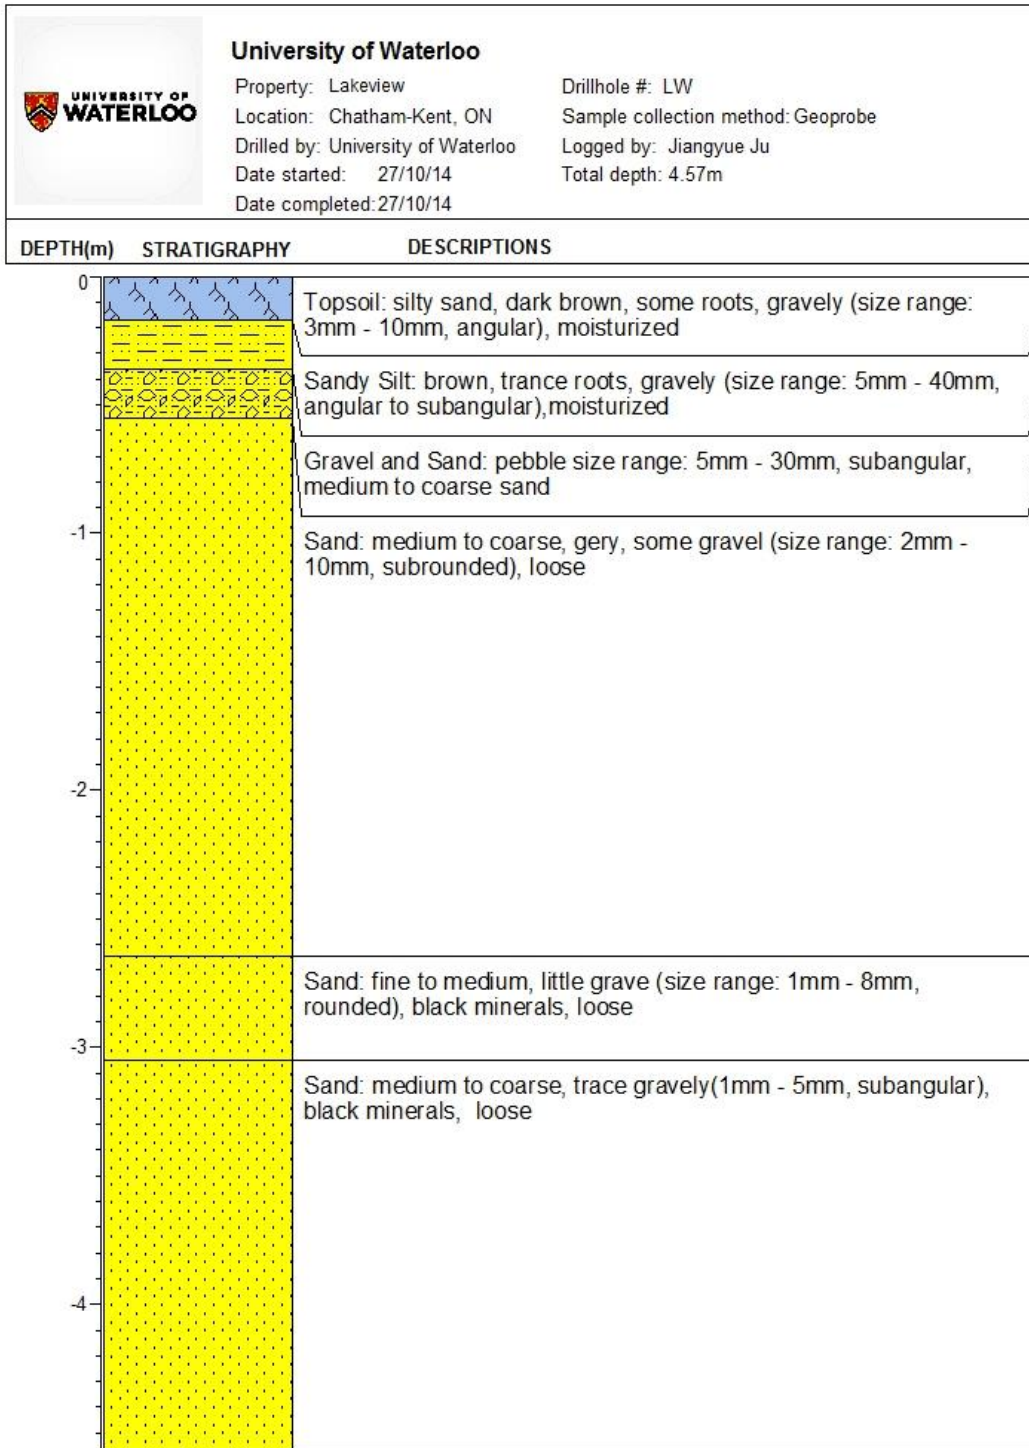 UNIVERSITY OF
WATERLOO
University of Waterloo
Property: Lakeview
Drillhole #: LW
Location: Chatham-Kent, ON
Sample collection method: Geoprobe
Drilled by: University of Waterloo
Logged by: Jiangyue Ju
Date started: 27/10/14
Total depth: 4.57m
Date completed: 27/10/14
DEPTH(m) STRATIGRAPHY DESCRIPTIONS
0
Topsoil: silty sand, dark brown, some roots, gravely (size range:
3mm - 10mm, angular), moisturized
Sandy Silt: brown, trance roots, gravely (size range: 5mm - 40mm,
angular to subangular),moisturized
Gravel and Sand: pebble size range: 5mm - 30mm, subangular,
medium to coarse sand
-1
Sand: medium to coarse, gery, some gravel (size range: 2mm -
10mm, subrounded), loose
-2
Sand: fine to medium, little grave (size range: 1mm - 8mm,
rounded), black minerals, loose
-3
Sand: medium to coarse, trace gravely(1mm - 5mm, subangular),
black minerals, loose
-4